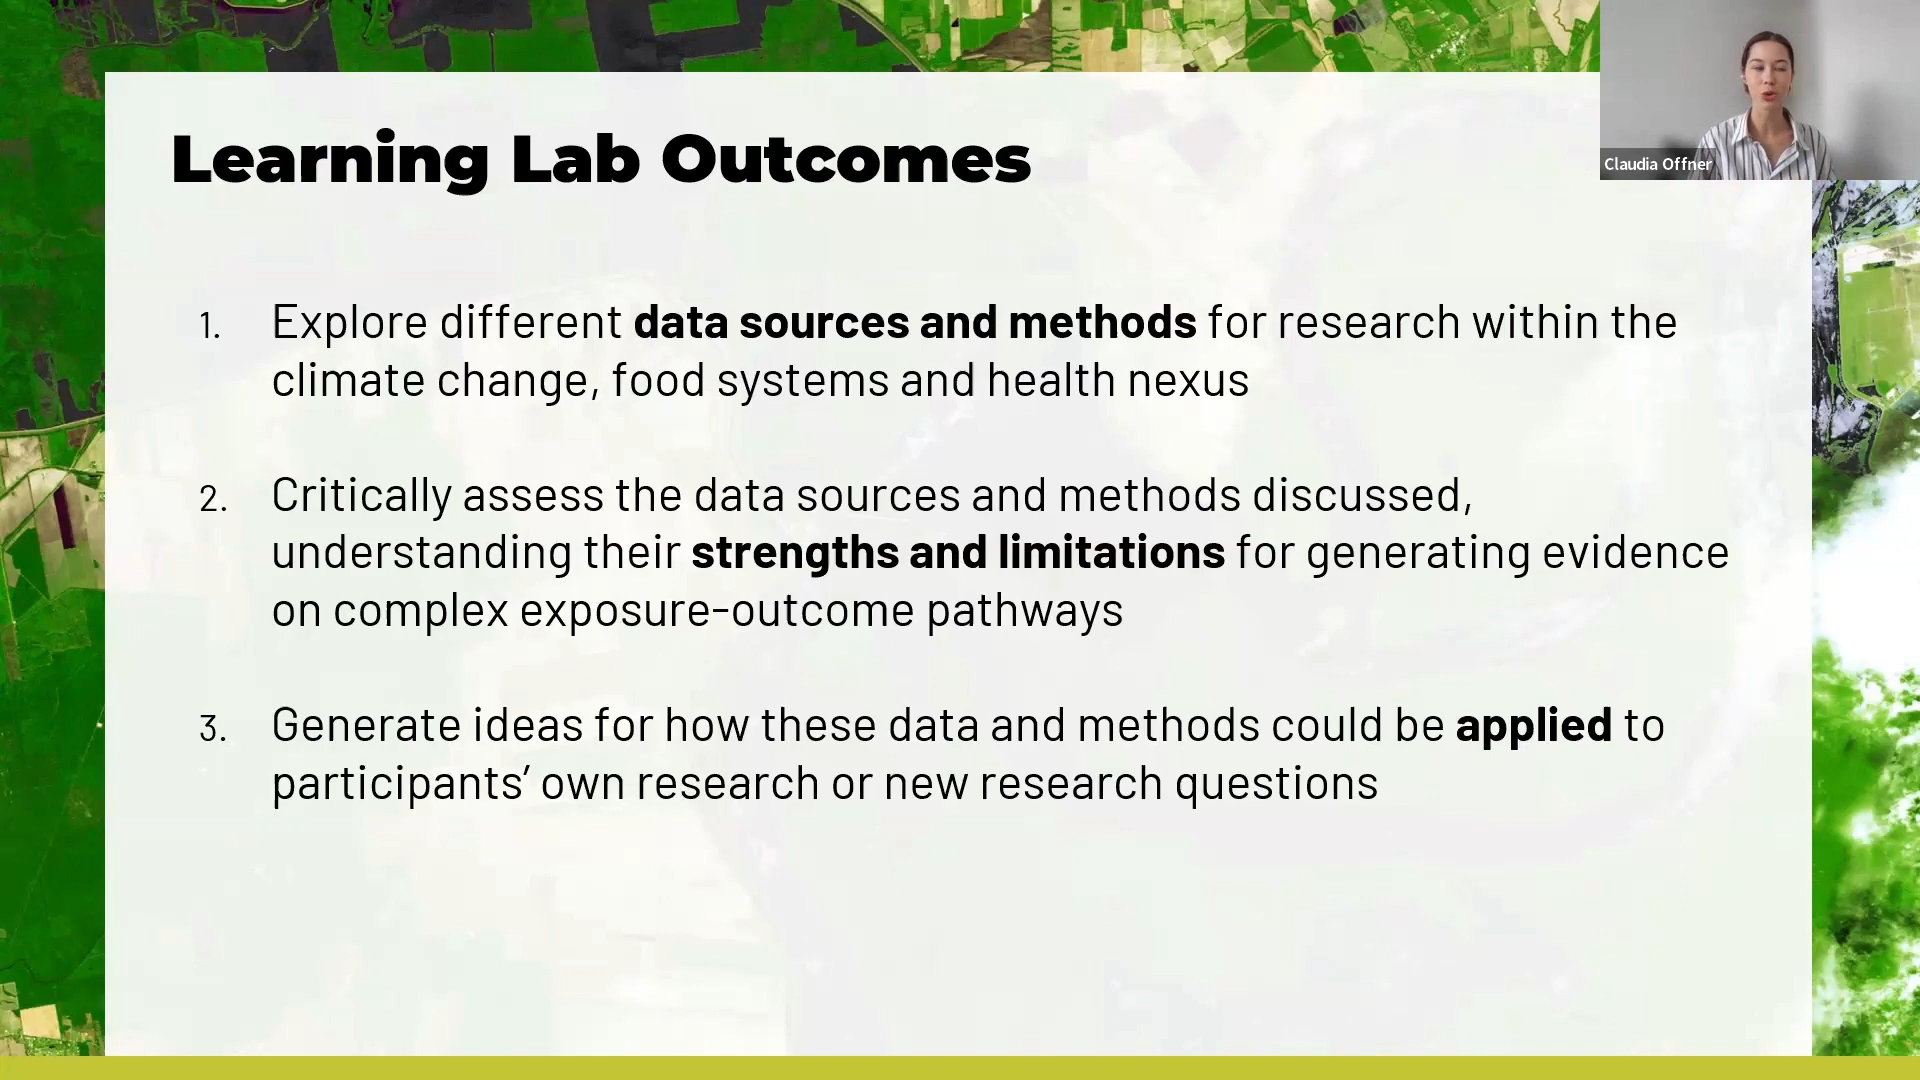 Learning Lab Outcomes
Claudia Offner
1. Explore different data sources and methods for research within the
climate change, food systems and health nexus
2. Critically assess the data sources and methods discussed,
understanding their strengths and limitations for generating evidence
on complex exposure-outcome pathways
3. Generate ideas for how these data and methods could be applied to
participants’ own research or new research questions